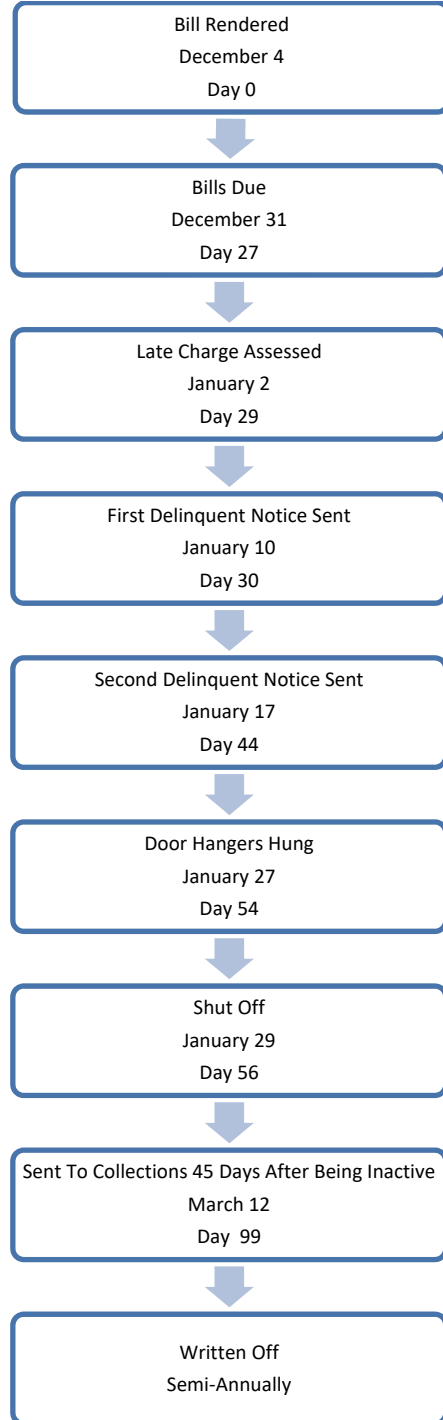 Bill Rendered
December 4
Day 0
Bills Due
December 31
Day 27
Late Charge Assessed
January 2
Day 29
First Delinquent Notice Sent
January 10
Day 30
Second Delinquent Notice Sent
January 17
Day 44
Door Hangers Hung
January 27
Day 54
Shut Off
January 29
Day 56
Sent To Collections 45 Days After Being Inactive
March 12
Day 99
Written Off
Semi-Annually